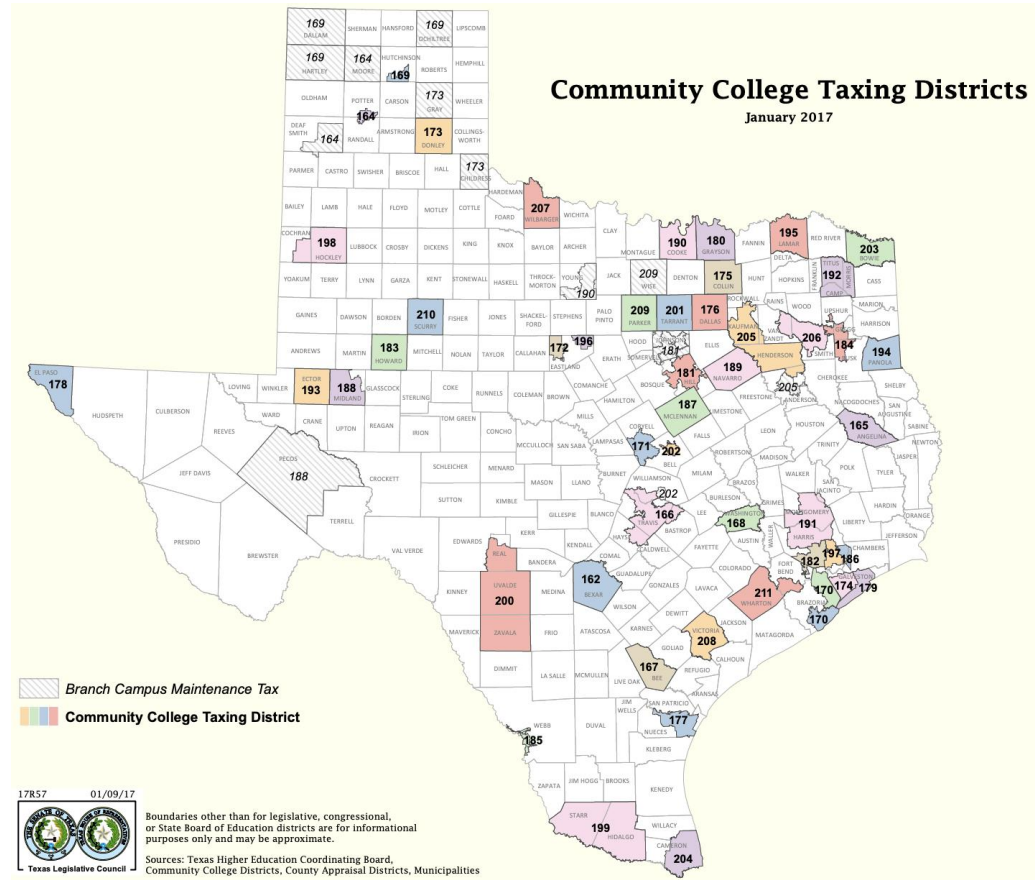 Community College Taxing Districts
January 2017
169
DALLAM
SHERMAN
HANSFORD
169
OCHILTREE
LIPSCOMB
169
HARTLEY
164
MOORE
HUTCHINSON
169
ROBERTS
HEMPHILL
OLDHAM
POTTER
164
CARSON
173
GRAY
WHEELER
DEAF
SMITH
164
RANDALL
ARMSTRONG
173
DONLEY
COLLINGS-
WORTH
PARMER
CASTRO
SWISHER
BRISCOE
HALL
173
CHILDRESS
HARDEMAN
BAILEY
LAMB
HALE
FLOYD
MOTLEY
COTTLE
FOARD
207
WILBARGER
WICHITA
CLAY
COCHRAN
198
HOCKLEY
LUBBOCK
CROSBY
DICKENS
KING
KNOX
BAYLOR
ARCHER
MONTAGUE
190
COOKE
180
GRAYSON
FANNIN
195
LAMAR
RED RIVER
203
BOWIE
DELTA
YOAKUM
TERRY
LYNN
GARZA
KENT
STONEWALL
HASKELL
THROCK-
MORTON
YOUNG
190
JACK
209
WISE
DENTON
175
COLLIN
HUNT
HOPKINS
FRANKLIN
TITUS
192
CAMP
MORRIS
CASS
GAINES
DAWSON
BORDEN
210
SCURRY
FISHER
JONES
SHACKEL-
FORD
STEPHENS
PALO
PINTO
209
PARKER
201
TARRANT
176
DALLAS
ROCKWALL
KAUFMAN
205
RAINS
VAN
ZANDT
WOOD
UPSHUR
MARION
HARRISON
206
SMITH
184
RUSK
194
PANOLA
ANDREWS
MARTIN
183
HOWARD
MITCHELL
NOLAN
TAYLOR
CALLAHAN
172
196
EASTLAND
ERATH
HOOD
SOMERVELL
JOHNSON
181
ELLIS
HENDERSON
189
NAVARRO
205
ANDERSON
CHEROKEE
SHELBY
EL PASO
178
HUDSPETH
CULBERSON
LOVING
WINKLER
ECTOR
193
188
MIDLAND
GLASSCOCK
STERLING
COKE
RUNNELS
COLEMAN
BROWN
COMANCHE
HAMILTON
BOSQUE
181
HILL
187
MCLENNAN
LIMESTONE
FREESTONE
NACOGDOCHES
SAN
AUGUSTINE
SABINE
NEWTON
REEVES
WARD
CRANE
UPTON
REAGAN
IRION
TOM GREEN
CONCHO
MCCULLOCH
SAN SABA
MILLS
LAMPASAS
CORYELL
171
202
BELL
FALLS
LEON
HOUSTON
TRINITY
165
ANGELINA
JASPER
JEFF DAVIS
PECOS
188
CROCKETT
SCHLEICHER
MENARD
MASON
LLANO
BURNET
WILLIAMSON
202
MILAM
ROBERTSON
MADISON
WALKER
POLK
TYLER
SAN
JACINTO
BRAZOS
GRIMES
BURLESON
HARDIN
ORANGE
PRESIDIO
BREWSTER
TERRELL
SUTTON
KIMBLE
GILLESPIE
BLANCO
TRAVIS
166
HAYS
BASTROP
LEE
WASHINGTON
168
MONTGOMERY
191
HARRIS
LIBERTY
JEFFERSON
VAL VERDE
EDWARDS
KERR
KENDALL
COMAL
CALDWELL
FAYETTE
AUSTIN
WALLER
182
197
186
CHAMBERS
REAL
BANDERA
162
BEXAR
GUADALUPE
GONZALES
LAVACA
COLORADO
FORT
BEND
170
174
GALVESTON
179
BRAZORIA
170
KINNEY
UVALDE
200
MEDINA
WILSON
DEWITT
211
WHARTON
MATAGORDA
JACKSON
MAVERICK
ZAVALA
FRIO
ATASCOSA
KARNES
GOLIAD
VICTORIA
208
CALHOUN
DIMMIT
LA SALLE
MCMULLEN
LIVE OAK
167
BEE
REFUGIO
ARANSAS
WEBB
185
DUVAL
JIM
WELLS
SAN PATRICIO
177
NUECES
KLEBERG
ZAPATA
JIM HOGG
BROOKS
KENEDY
STARR
199
HIDALGO
WILLACY
CAMERON
204
Branch Campus Maintenance Tax
Community College Taxing District
17R57 01/09/17
Texas Legislative Council
Boundaries other than for legislative, congressional,
or State Board of Education districts are for informational
purposes only and may be approximate.
Sources: Texas Higher Education Coordinating Board,
Community College Districts, County Appraisal Districts, Municipalities